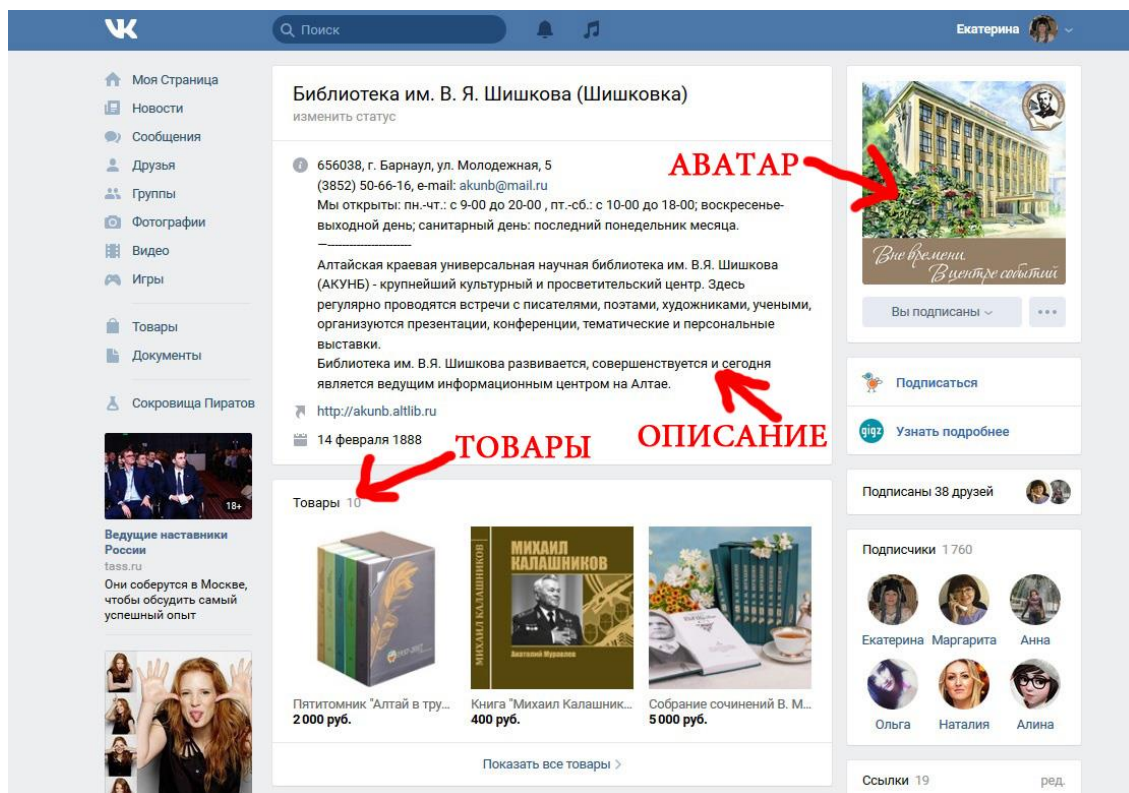 Поиск
Екатерина
Моя Страница
Новости
Сообщения
Друзья
Группы
Фотографии
Видео
Игры
Товары
Документы
Сокровища Пиратов
18+
Ведущие наставники
России
tass.ru
Они соберутся в Москве,
чтобы обсудить самый
успешный опыт
Библиотека им. В. Я. Шишкова (Шишковка)
изменить статус
656038, г. Барнаул, ул. Молодежная, 5
(3852) 50-66-16, e-mail: akunb@mail.ru
Мы открыты: пн.-чт.: с 9-00 до 20-00 , пт.-сб.: с 10-00 до 18-00; воскресенье-
выходной день; санитарный день: последний понедельник месяца.
Алтайская краевая универсальная научная библиотека им. В.Я. Шишкова
(АКУНБ) - крупнейший культурный и просветительский центр. Здесь
регулярно проводятся встречи с писателями, поэтами, художниками, учеными,
организуются презентации, конференции, тематические и персональные
выставки.
Библиотека им. В.Я. Шишкова развивается, совершенствуется и сегодня
является ведущим информационным центром на Алтае.
http://akunb.altlib.ru
14 февраля 1888
АВАТАР
ОПИСАНИЕ
ТОВАРЫ
Товары 10
МИХАИЛ КАЛАШНИКОВ
МИХАИЛ
КАЛАШНИКОВ
Анатолий Муравлев
Пятитомник "Алтай в тру...
2 000 руб.
Книга "Михаил Калашник...
400 руб.
Собрание сочинений В. М...
5 000 руб.
Показать все товары >
Вне времени.
В центре событий
Вы подписаны
Подписаться
gigz
Узнать подробнее
Подписаны 38 друзей
Подписчики 1 760
Екатерина Маргарита Анна
Ольга Наталия Алина
Ссылки 19 ред.